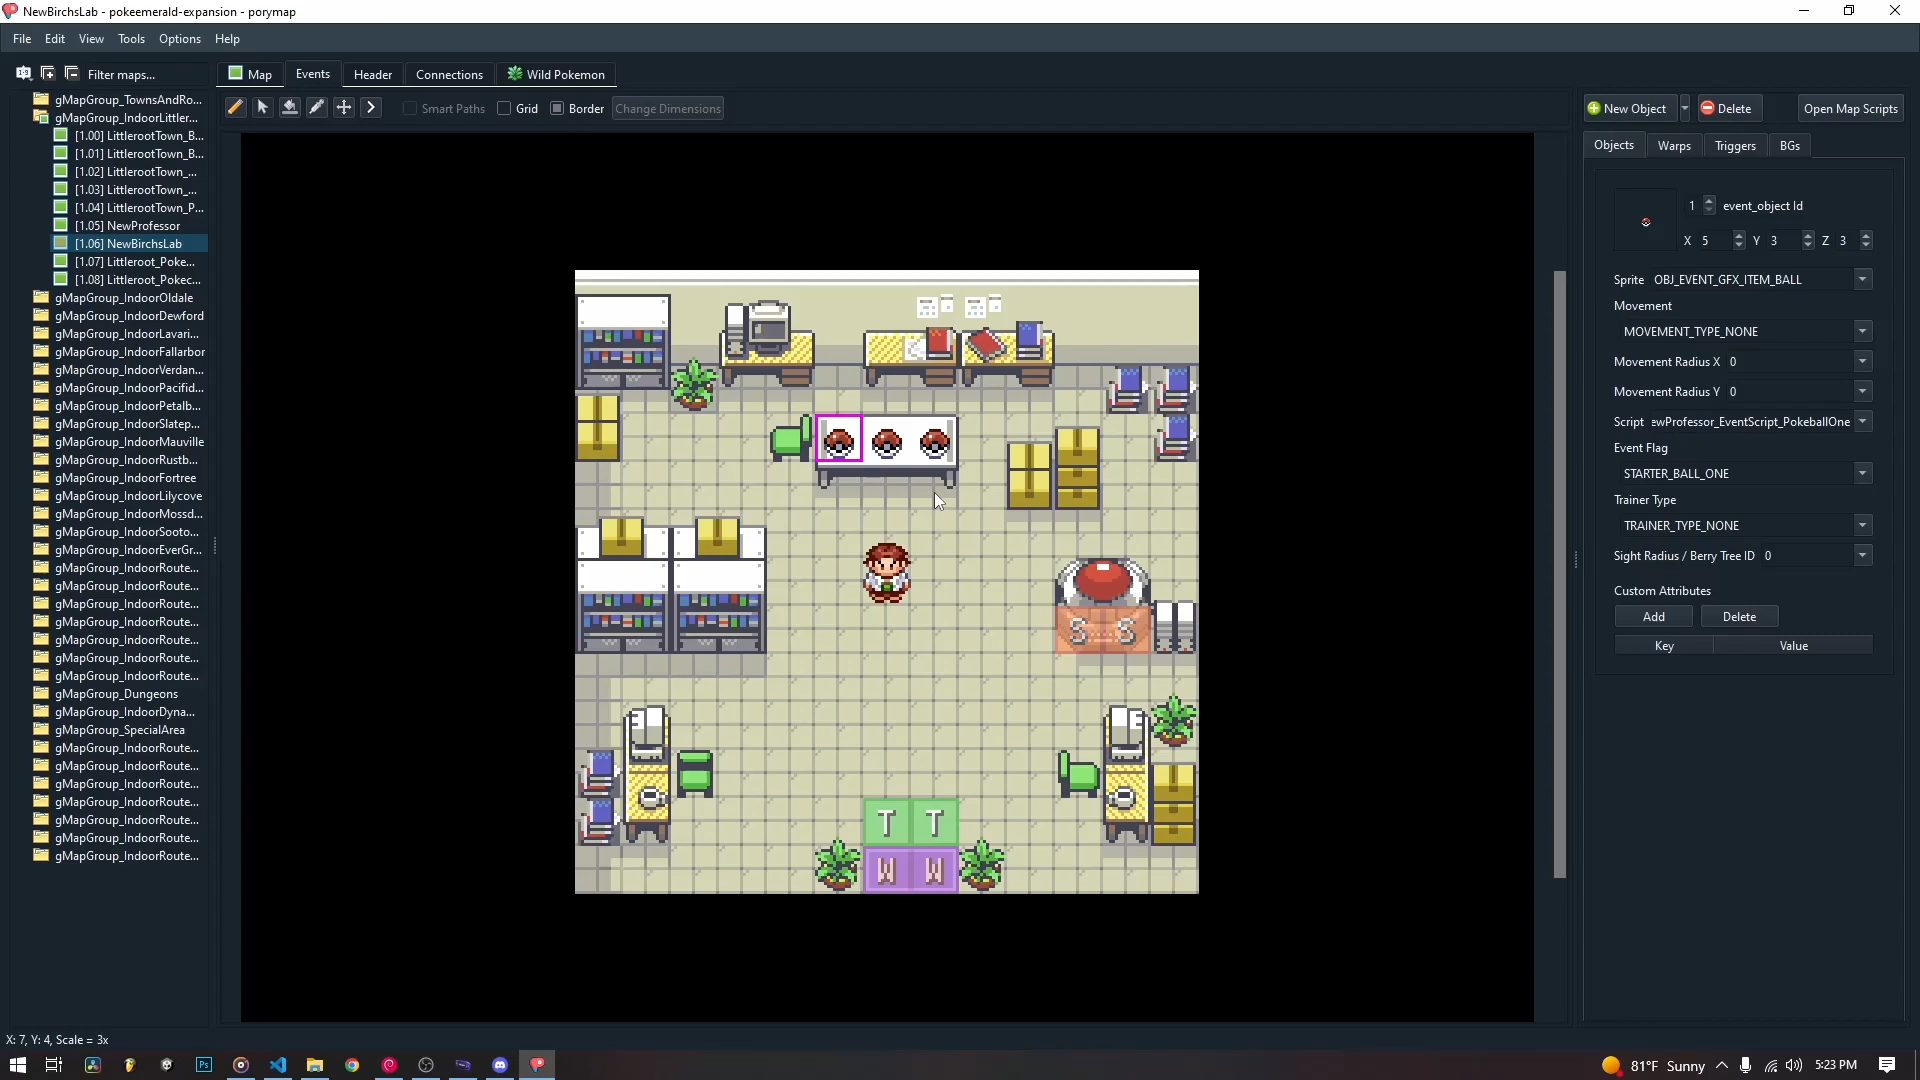 NewBirchsLab - pokeemerald-expansion - porymap
File Edit View Tools Options Help
Filter maps...
Map Events Header Connections Wild Pokemon
Smart Paths Grid Border Change Dimensions
New Object Delete Open Map Scripts
gMapGroup_TownsAndRo...
gMapGroup_IndoorLittler...
[1.00] LittlerootTown_B...
[1.01] LittlerootTown_B...
[1.02] LittlerootTown_...
[1.03] LittlerootTown_...
[1.04] LittlerootTown_P...
[1.05] NewProfessor
[1.06] NewBirchsLab
[1.07] Littleroot_Poke...
[1.08] Littleroot_Pokec...
gMapGroup_IndoorOldale
gMapGroup_IndoorDewford
gMapGroup_IndoorLavari...
gMapGroup_IndoorFallarbor
gMapGroup_IndoorVerdan...
gMapGroup_IndoorPacifid...
gMapGroup_IndoorPetalb...
gMapGroup_IndoorSlatep...
gMapGroup_IndoorMauville
gMapGroup_IndoorRustb...
gMapGroup_IndoorFortree
gMapGroup_IndoorLilycove
gMapGroup_IndoorMossd...
gMapGroup_IndoorSooto...
gMapGroup_IndoorEverGr...
gMapGroup_IndoorRoute...
gMapGroup_IndoorRoute...
gMapGroup_IndoorRoute...
gMapGroup_IndoorRoute...
gMapGroup_IndoorRoute...
gMapGroup_IndoorRoute...
gMapGroup_IndoorRoute...
gMapGroup_Dungeons
gMapGroup_IndoorDyna...
gMapGroup_SpecialArea
gMapGroup_IndoorRoute...
gMapGroup_IndoorRoute...
gMapGroup_IndoorRoute...
gMapGroup_IndoorRoute...
gMapGroup_IndoorRoute...
gMapGroup_IndoorRoute...
gMapGroup_IndoorRoute...
S S
T T
W W
Objects Warps Triggers BGs
1 event_object Id
X 5 Y 3 Z 3
Sprite OBJ_EVENT_GFX_ITEM_BALL
Movement
MOVEMENT_TYPE_NONE
Movement Radius X 0
Movement Radius Y 0
Script ewProfessor_EventScript_PokeballOne
Event Flag
STARTER_BALL_ONE
Trainer Type
TRAINER_TYPE_NONE
Sight Radius / Berry Tree ID 0
Custom Attributes
Add Delete
Key Value
X: 7, Y: 4, Scale = 3x
Ps
81°F Sunny 5:23 PM